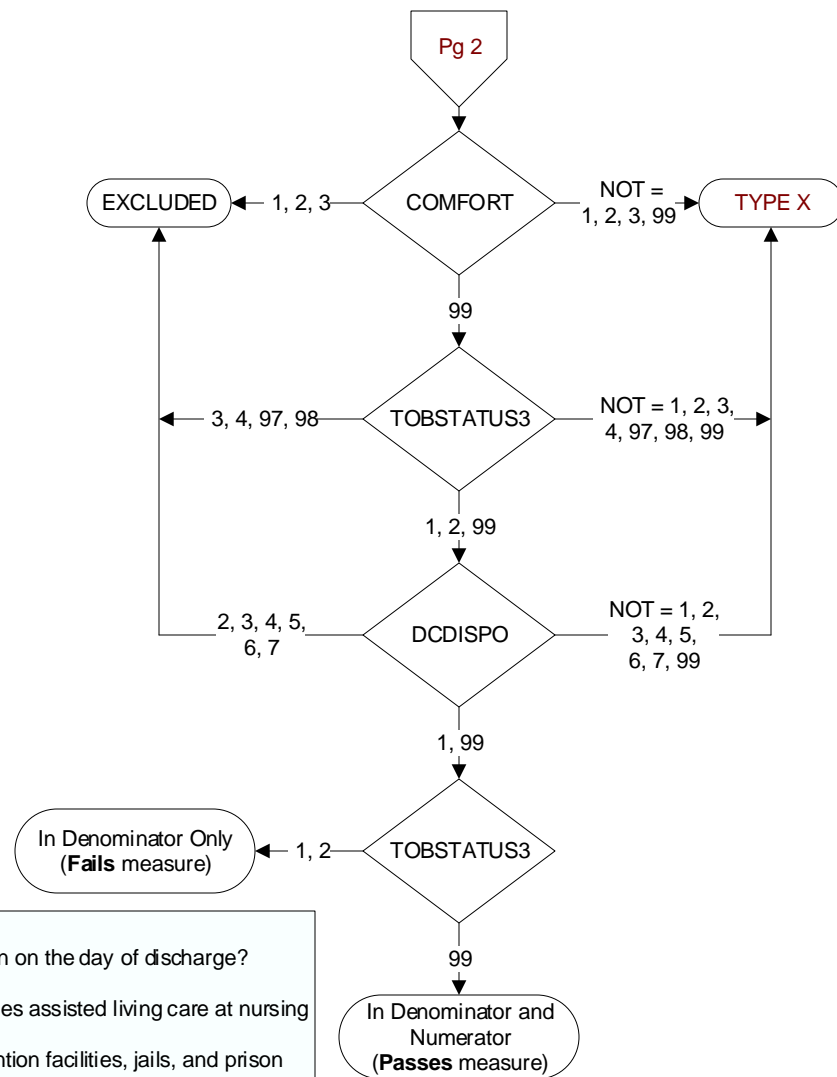 Pg 2
EXCLUDED
1, 2, 3
COMFORT
NOT =
1, 2, 3, 99
TYPE X
99
3, 4, 97, 98
TOBSTATUS3
NOT = 1, 2, 3,
4, 97, 98, 99
1, 2, 99
2, 3, 4, 5,
6, 7
DCDISPO
NOT = 1, 2,
3, 4, 5,
6, 7, 99
1, 99
In Denominator Only
(Fails measure)
1, 2
TOBSTATUS3
99
In Denominator and
Numerator
(Passes measure)
on the day of discharge?
assisted living care at nursing
facilities, jails, and prison